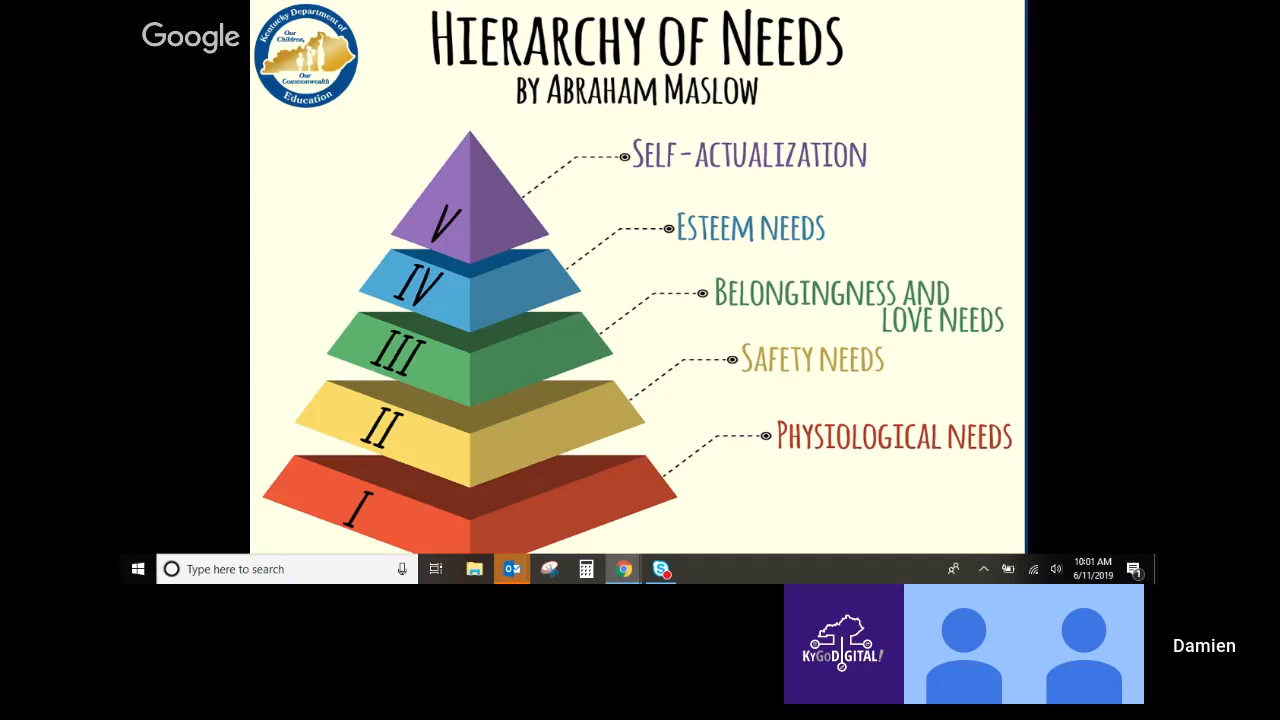 Google
Kentucky Department of
Our
Children,
Our
Commonwealth
Education
HIERARCHY OF NEEDS
BY ABRAHAM MASLOW
SELF-ACTUALIZATION
V
ESTEEM NEEDS
IV
BELONGINGNESS AND
LOVE NEEDS
III
SAFETY NEEDS
II
PHYSIOLOGICAL NEEDS
I
Type here to search
10:01 AM
6/11/2019
1
KyGoDIGITAL!
Damien